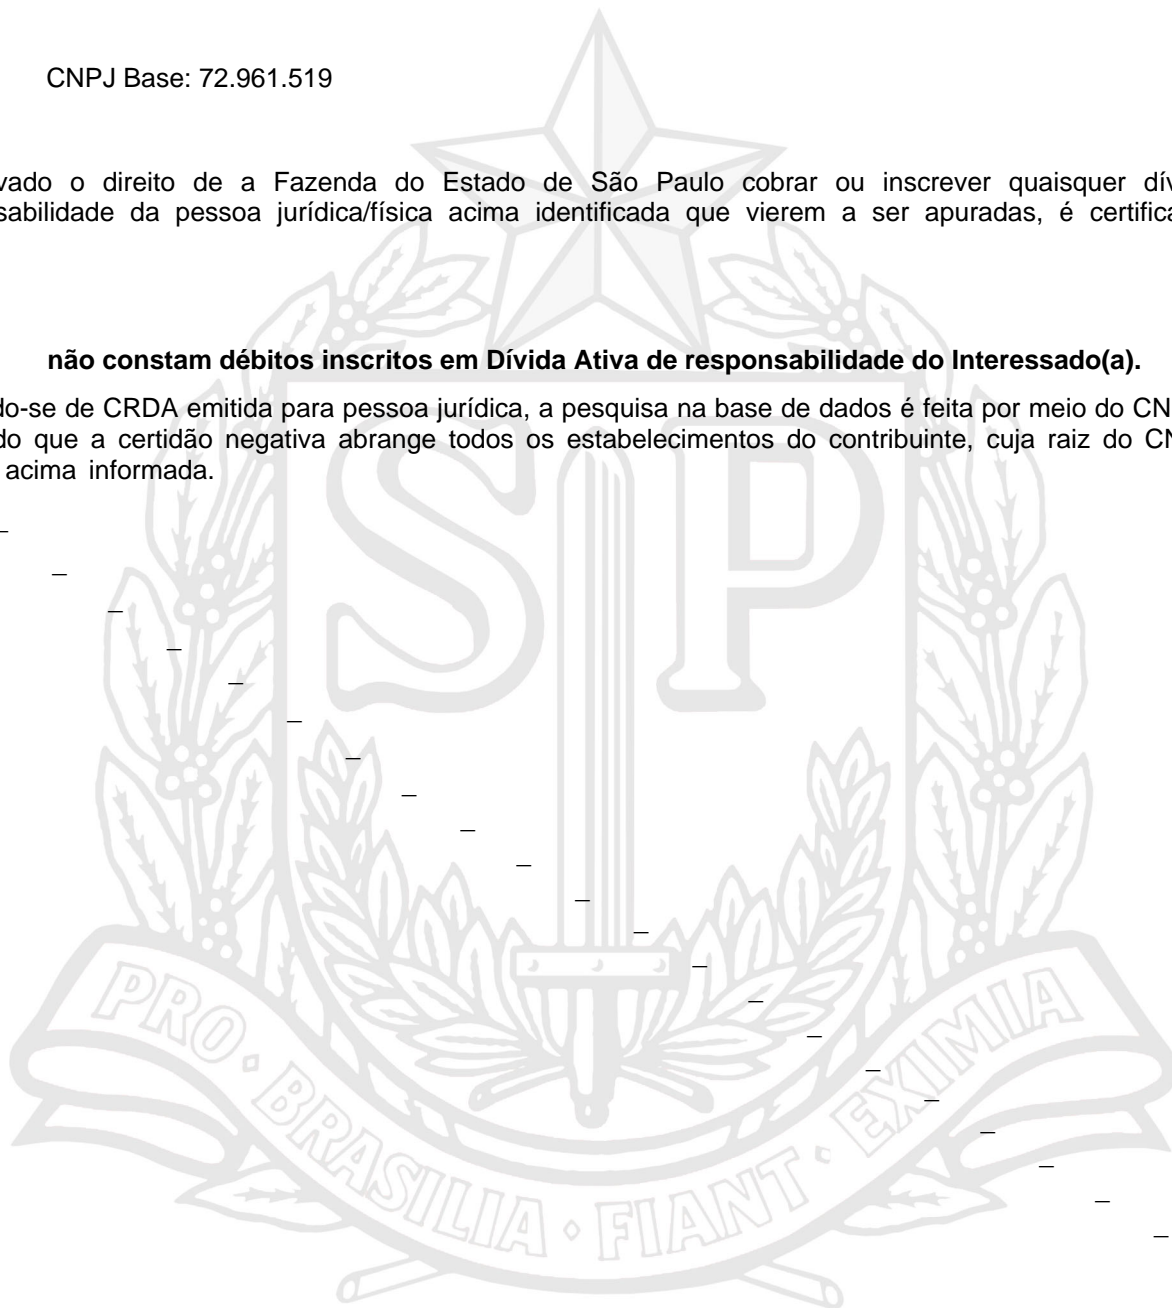 CNPJ Base: 72.961.519
vado o direito de a Fazenda do Estado de São Paulo cobrar ou inscrever quaisquer dív
sabilidade da pessoa jurídica/física acima identificada que vierem a ser apuradas, é certifica
não constam débitos inscritos em Dívida Ativa de responsabilidade do Interessado(a).
do-se de CRDA emitida para pessoa jurídica, a pesquisa na base de dados é feita por meio do CN
do que a certidão negativa abrange todos os estabelecimentos do contribuinte, cuja raiz do CN
acima informada.
SP
PRO • BRASILIA • FIANT • EXIMIA